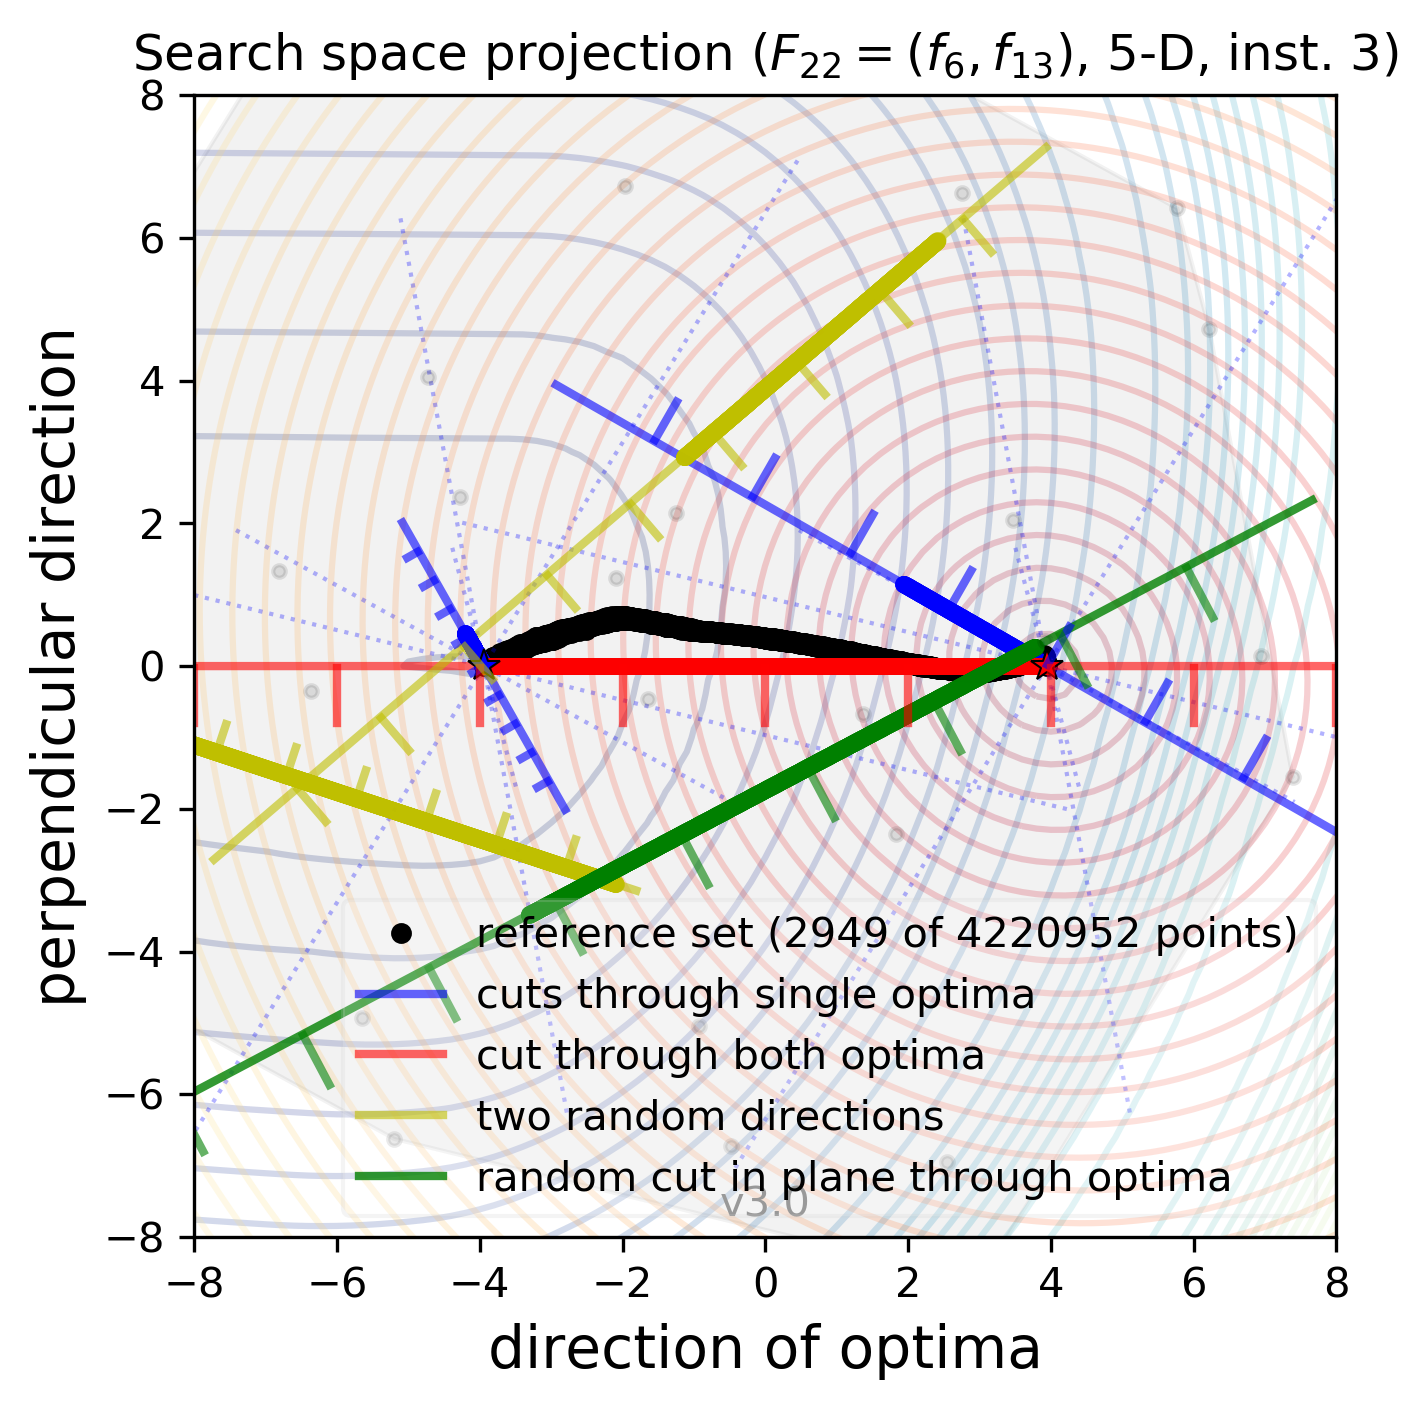 Search space projection (F22 = (f6, f13), 5-D, inst. 3)
8
6
4
2
0
−2
−4
−6
−8
perpendicular direction
reference set (2949 of 4220952 points)
cuts through single optima
cut through both optima
two random directions
random cut in plane through optima
v3.0
−8 −6 −4 −2 0 2 4 6 8
direction of optima